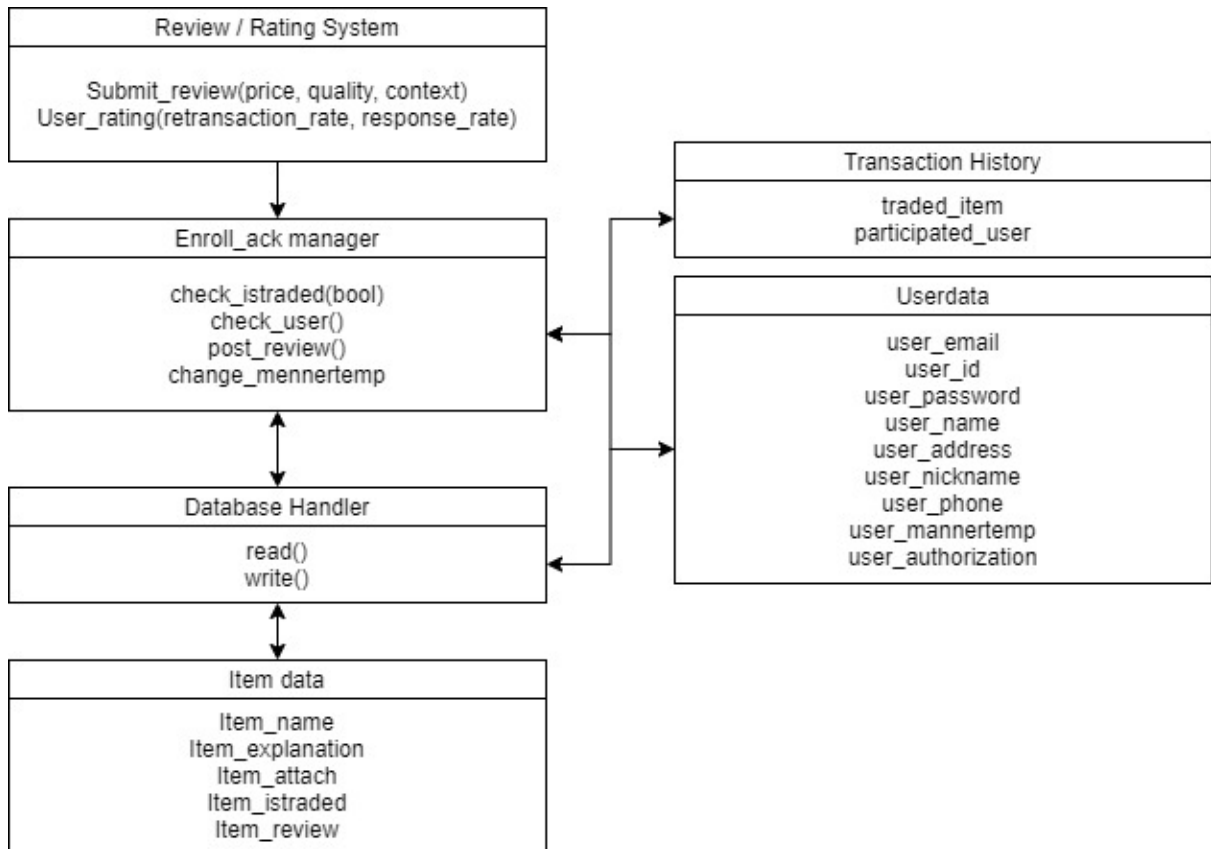 Review / Rating System
Submit_review(price, quality, context)
User_rating(retransaction_rate, response_rate)
Enroll_ack manager
check_istraded(bool)
check_user()
post_review()
change_mennertemp
Database Handler
read()
write()
Item data
Item_name
Item_explanation
Item_attach
Item_istraded
Item_review
Transaction History
traded_item
participated_user
Userdata
user_email
user_id
user_password
user_name
user_address
user_nickname
user_phone
user_mannertemp
user_authorization